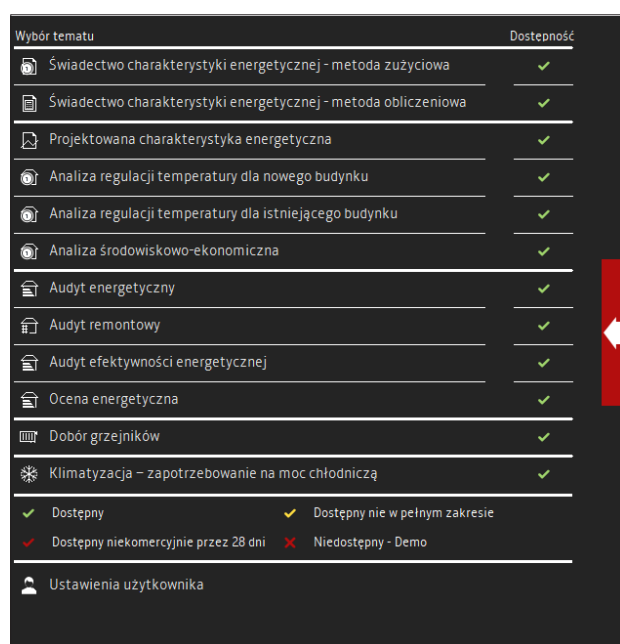 Wybór tematu Dostępność
Świadectwo charakterystyki energetycznej - metoda zużyciowa
Świadectwo charakterystyki energetycznej - metoda obliczeniowa
Projektowana charakterystyka energetyczna
Analiza regulacji temperatury dla nowego budynku
Analiza regulacji temperatury dla istniejącego budynku
Analiza środowiskowo-ekonomiczna
Audyt energetyczny
Audyt remontowy
Audyt efektywności energetycznej
Ocena energetyczna
Dobór grzejników
Klimatyzacja – zapotrzebowanie na moc chłodniczą
Dostępny Dostępny nie w pełnym zakresie
Dostępny niekomercyjnie przez 28 dni Niedostępny - Demo
Ustawienia użytkownika